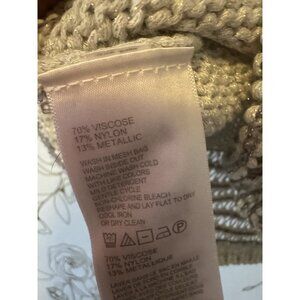 70% VISCOSE
17% NYLON
13% METALLIC
WASH IN MESH BAG
WASH INSIDE OUT
MACHINE WASH COLD
WITH LIKE COLORS
MILD DETERGENT
GENTLE CYCLE
NON-CHLORINE BLEACH
RESHAPE AND LAY FLAT TO DRY
COOL IRON
OR DRY CLEAN
70% VISCOSE
17% NYLON
13% METALLIQUE